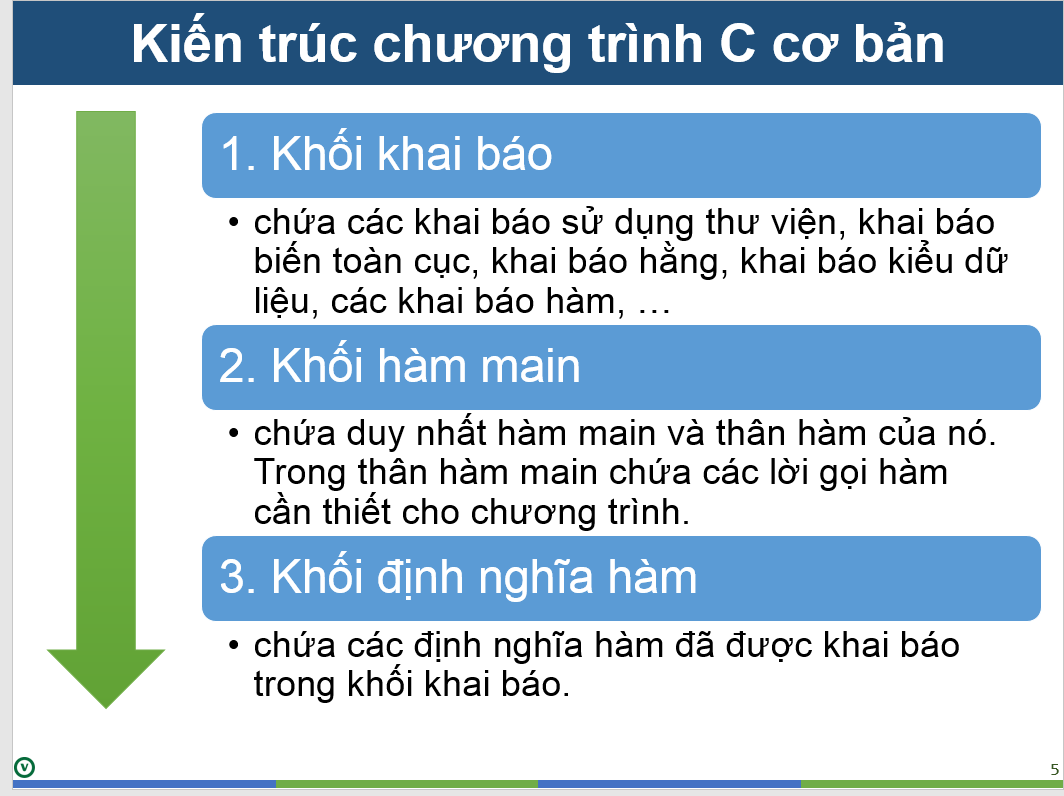 Kiến trúc chương trình C cơ bản
1. Khối khai báo
• chứa các khai báo sử dụng thư viện, khai báo
biến toàn cục, khai báo hằng, khai báo kiểu dữ
liệu, các khai báo hàm, …
2. Khối hàm main
• chứa duy nhất hàm main và thân hàm của nó.
Trong thân hàm main chứa các lời gọi hàm
cần thiết cho chương trình.
3. Khối định nghĩa hàm
• chứa các định nghĩa hàm đã được khai báo
trong khối khai báo.
V
5